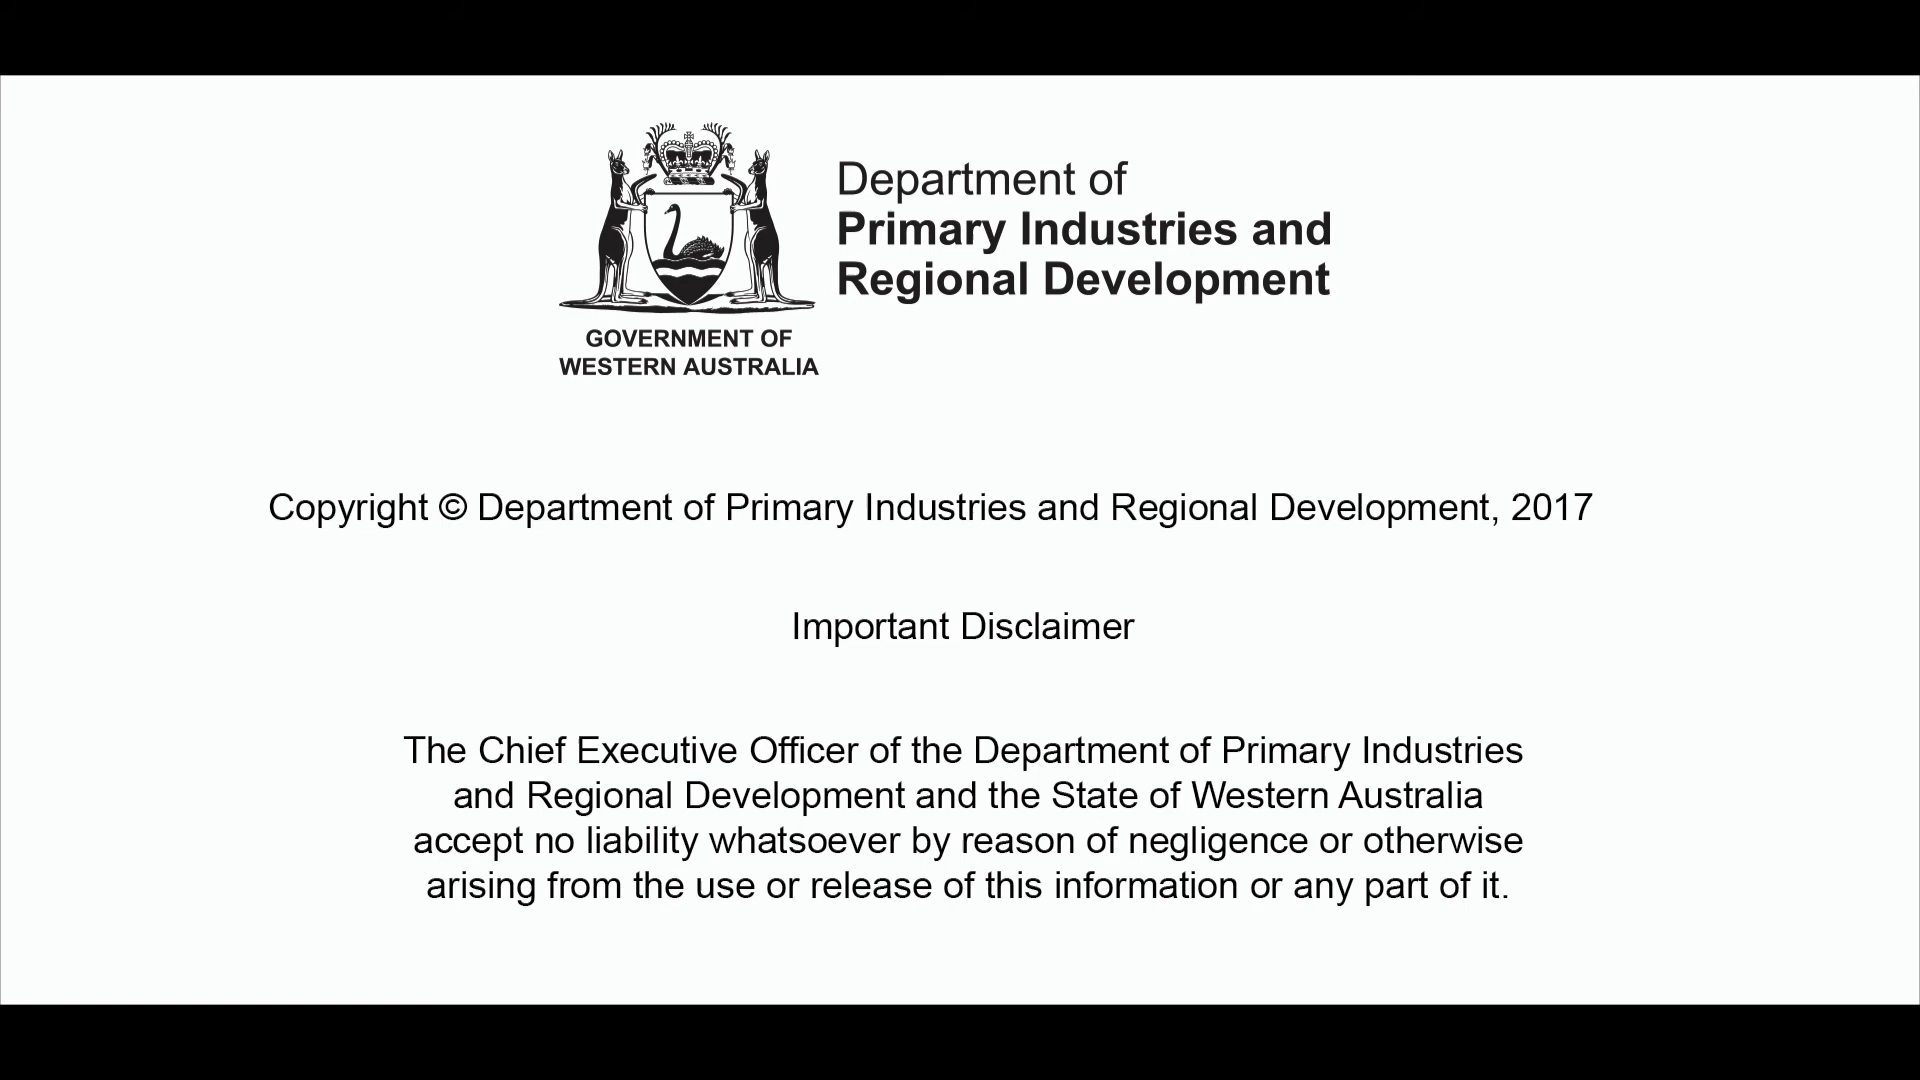 Department of
Primary Industries and
Regional Development
GOVERNMENT OF
WESTERN AUSTRALIA
Copyright © Department of Primary Industries and Regional Development, 2017
Important Disclaimer
The Chief Executive Officer of the Department of Primary Industries
and Regional Development and the State of Western Australia
accept no liability whatsoever by reason of negligence or otherwise
arising from the use or release of this information or any part of it.